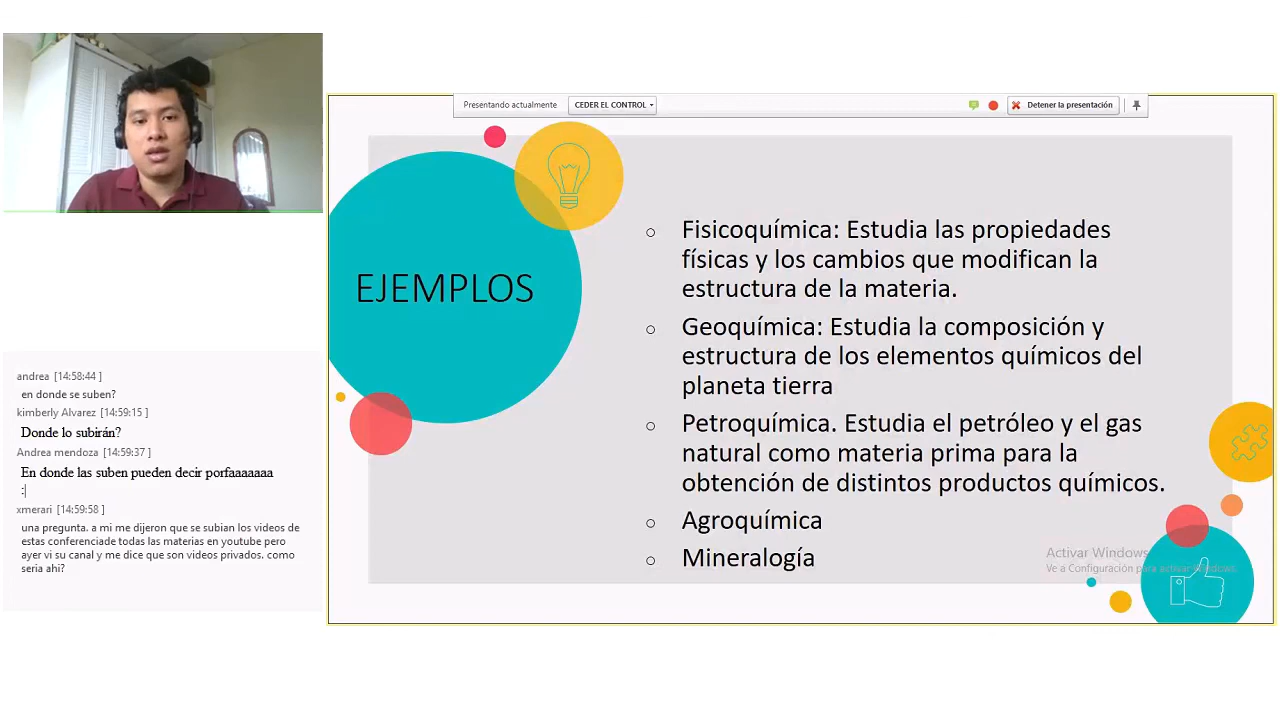 Presentando actualmente
CEDER EL CONTROL
Detener la presentación
EJEMPLOS
○ Fisicoquímica: Estudia las propiedades
físicas y los cambios que modifican la
estructura de la materia.
○ Geoquímica: Estudia la composición y
estructura de los elementos químicos del
planeta tierra
○ Petroquímica. Estudia el petróleo y el gas
natural como materia prima para la
obtención de distintos productos químicos.
○ Agroquímica
○ Mineralogía
Activar Windows
Ve a Configuración para activar Windows.
andrea [14:58:44 ]
en donde se suben?
kimberly Alvarez [14:59:15 ]
Donde lo subirán?
Andrea mendoza [14:59:37 ]
En donde las suben pueden decir porfaaaaaaa
:|
xmerari [14:59:58 ]
una pregunta. a mi me dijeron que se subian los videos de
estas conferenciade todas las materias en youtube pero
ayer vi su canal y me dice que son videos privados. como
seria ahi?